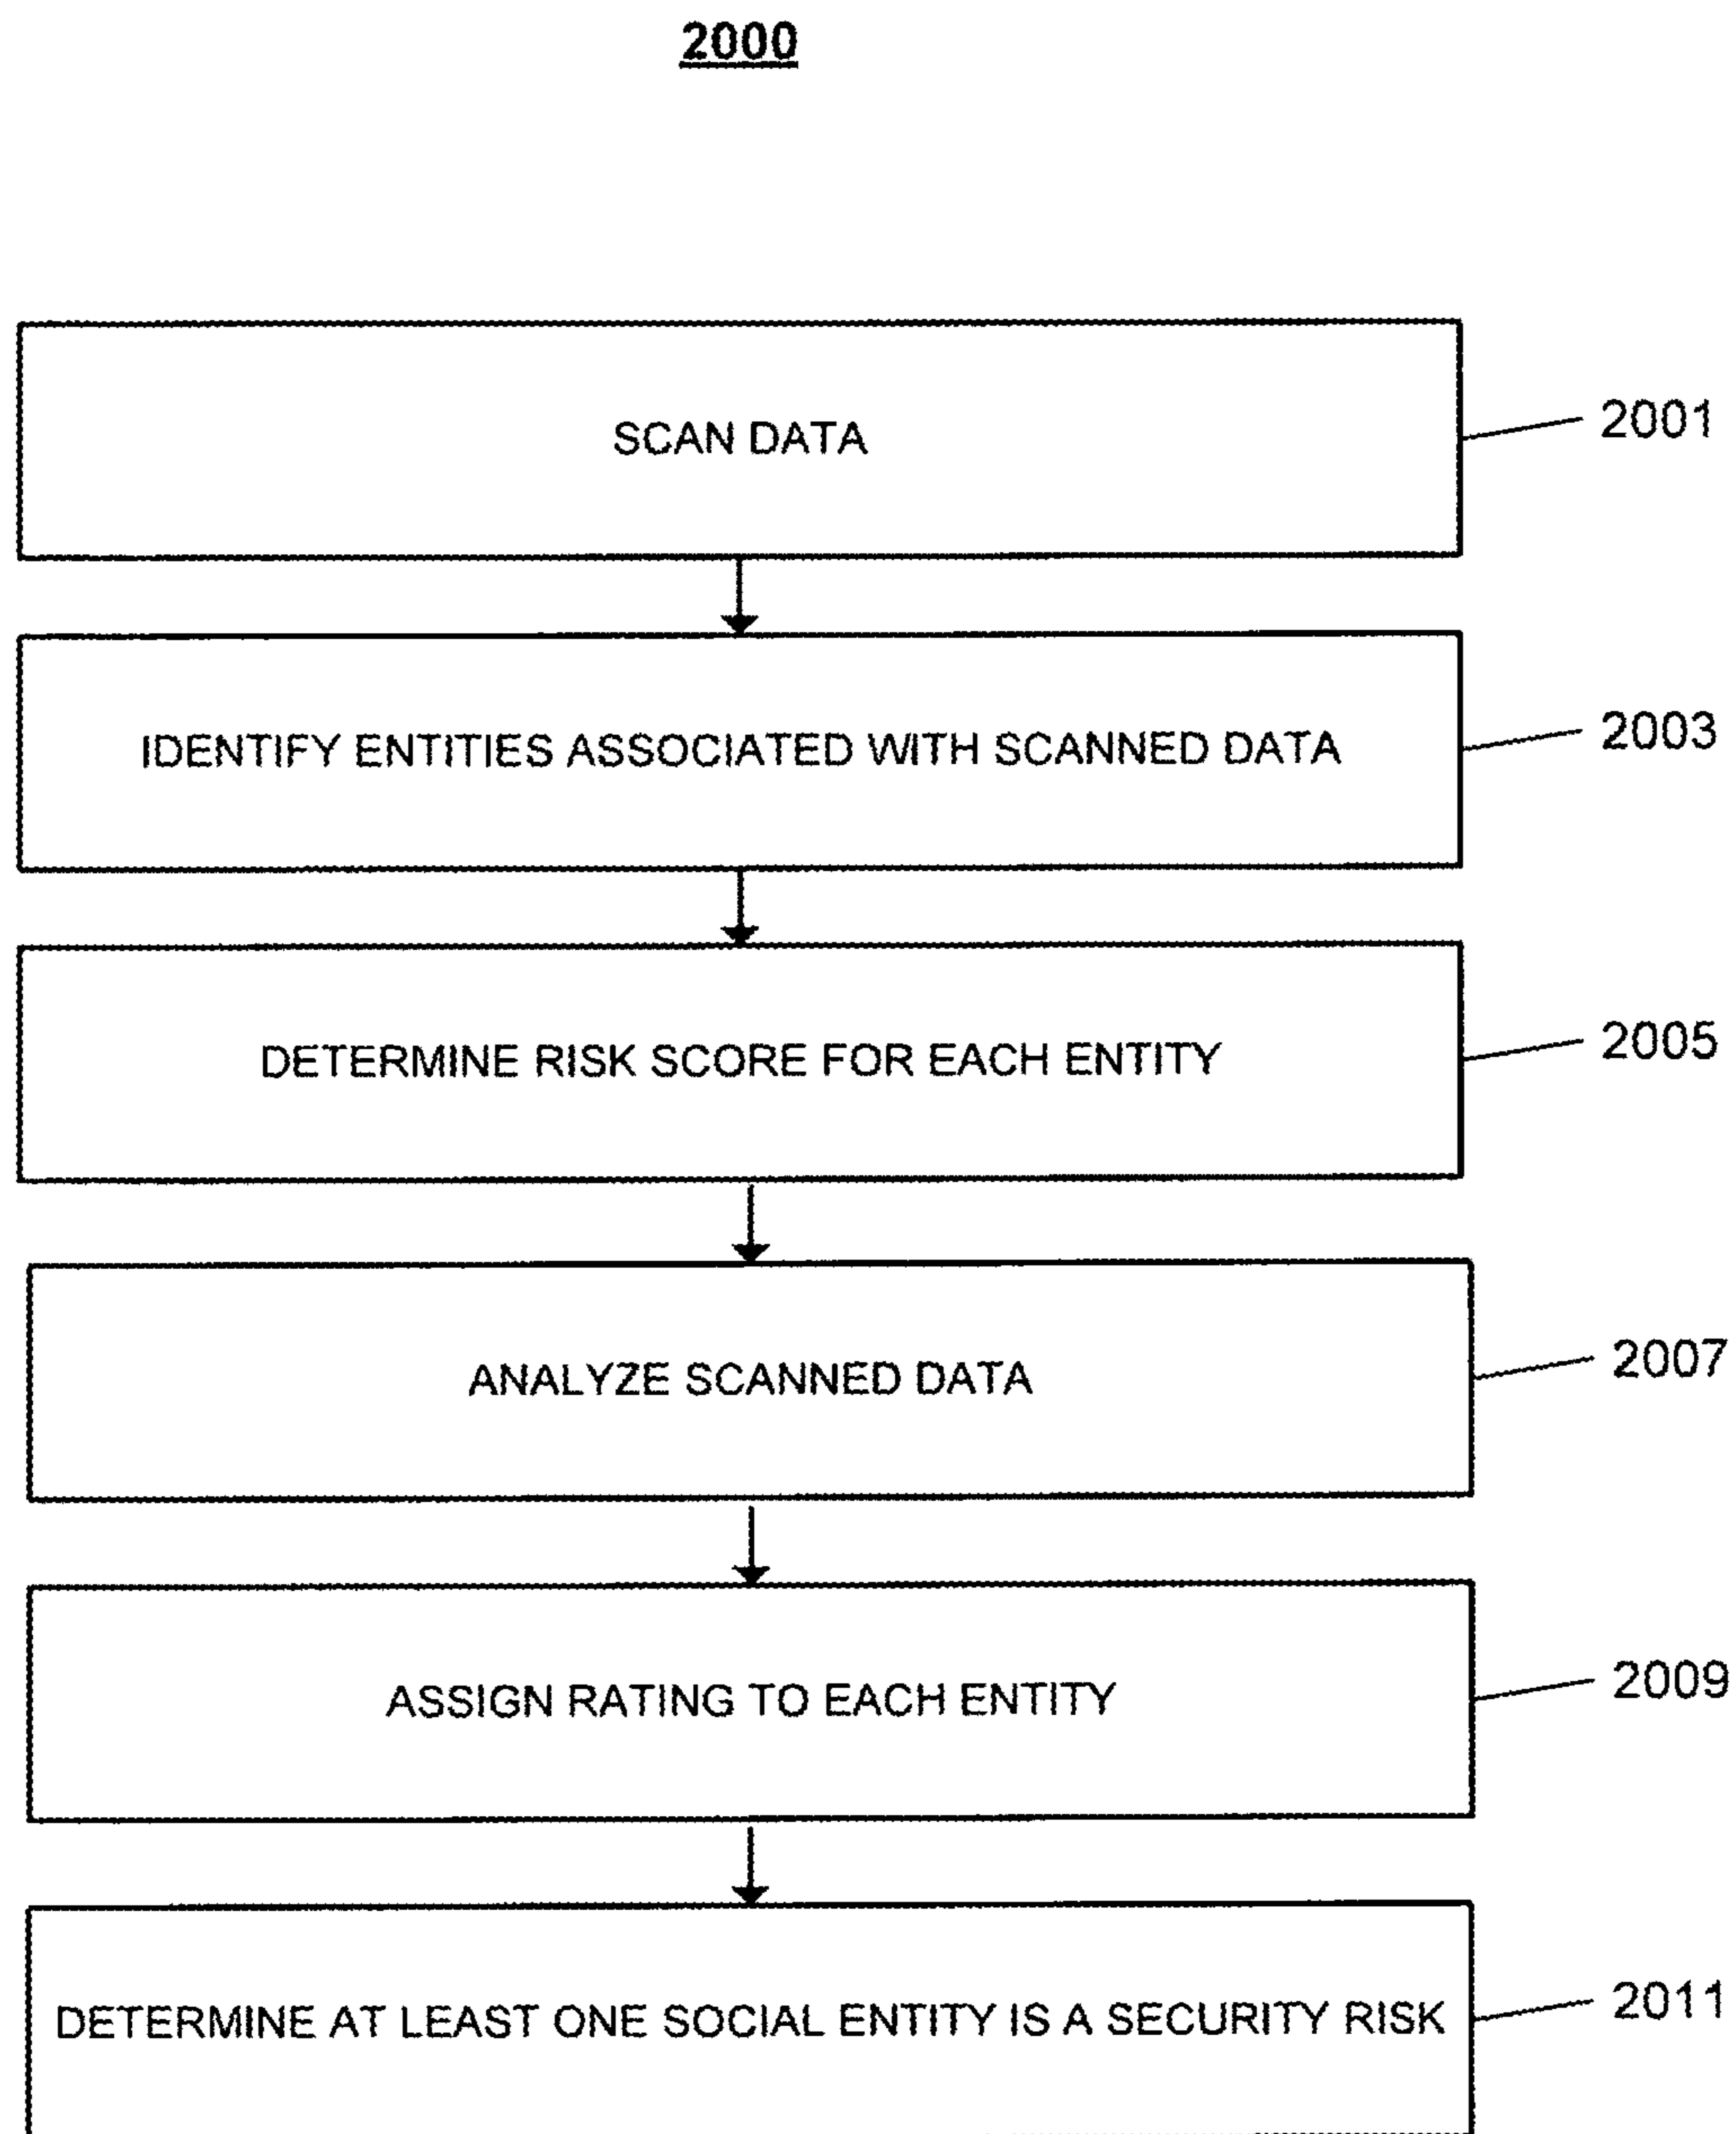 2000
SCAN DATA
2001
IDENTIFY ENTITIES ASSOCIATED WITH SCANNED DATA
2003
DETERMINE RISK SCORE FOR EACH ENTITY
2005
ANALYZE SCANNED DATA
2007
ASSIGN RATING TO EACH ENTITY
2009
DETERMINE AT LEAST ONE SOCIAL ENTITY IS A SECURITY RISK
2011